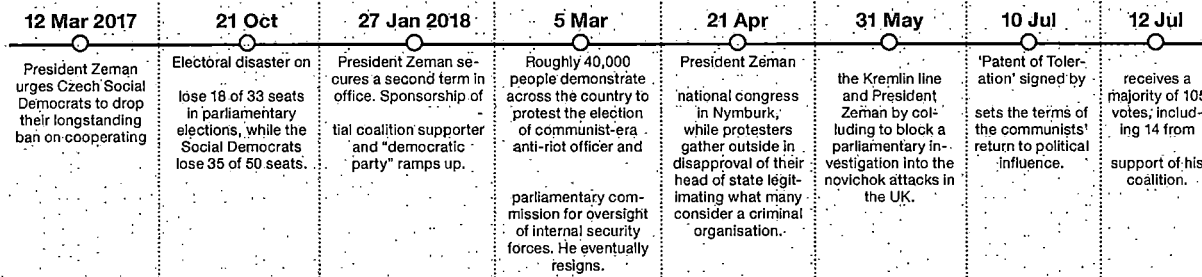 12 Mar 2017
President Zeman
urges Czech Social
Democrats to drop
their longstanding
ban on cooperating
21 Oct
Electoral disaster on
lose 18 of 33 seats
in parliamentary
elections, while the
Social Democrats
lose 35 of 50 seats.
27 Jan 2018
President Zeman se-
cures a second term in
office. Sponsorship of
-
tial coalition supporter
and "democratic
party" ramps up.
5 Mar
Roughly 40,000
people demonstrate
across the country to
protest the election
of communist-era
anti-riot officer and
parliamentary com-
mission for oversight
of internal security
forces. He eventually
resigns.
21 Apr
President Zeman
national congress
in Nymburk,
while protesters
gather outside in
disapproval of their
head of state legit-
imating what many
consider a criminal
organisation.
31 May
the Kremlin line
and President
Zeman by col-
luding to block a
parliamentary in-
vestigation into the
novichok attacks in
the UK.
10 Jul
'Patent of Toler-
ation' signed by
sets the terms of
the communists'
return to political
influence.
12 Jul
receives a
majority of 105
votes, includ-
ing 14 from
support of his
coalition.